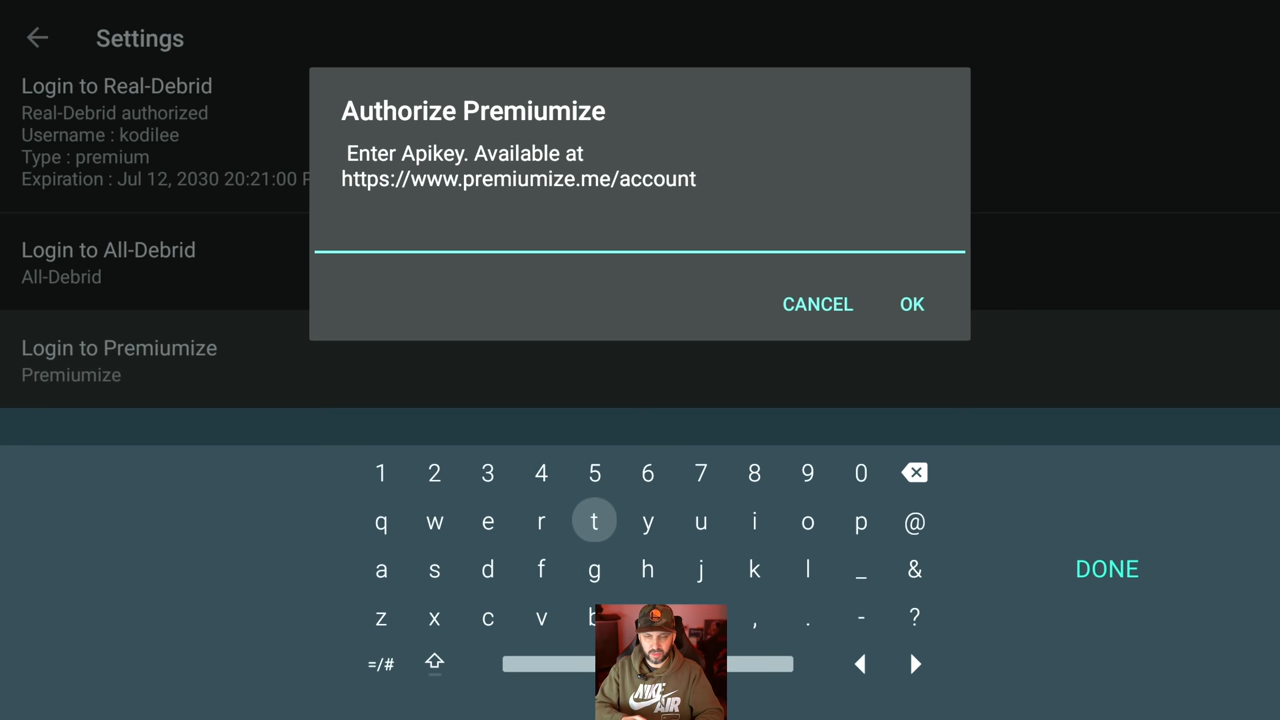 Settings
Login to Real-Debrid
Real-Debrid authorized
Username : kodilee
Type : premium
Expiration : Jul 12, 2030 20:21:00
Login to All-Debrid
All-Debrid
Login to Premiumize
Premiumize
Authorize Premiumize
Enter Apikey. Available at
https://www.premiumize.me/account
CANCEL OK
1 2 3 4 5 6 7 8 9 0
q w e r t y u i o p @
a s d f g h j k l _ &
DONE
z x c v b , . - ?
=/#
NIKE
AIR